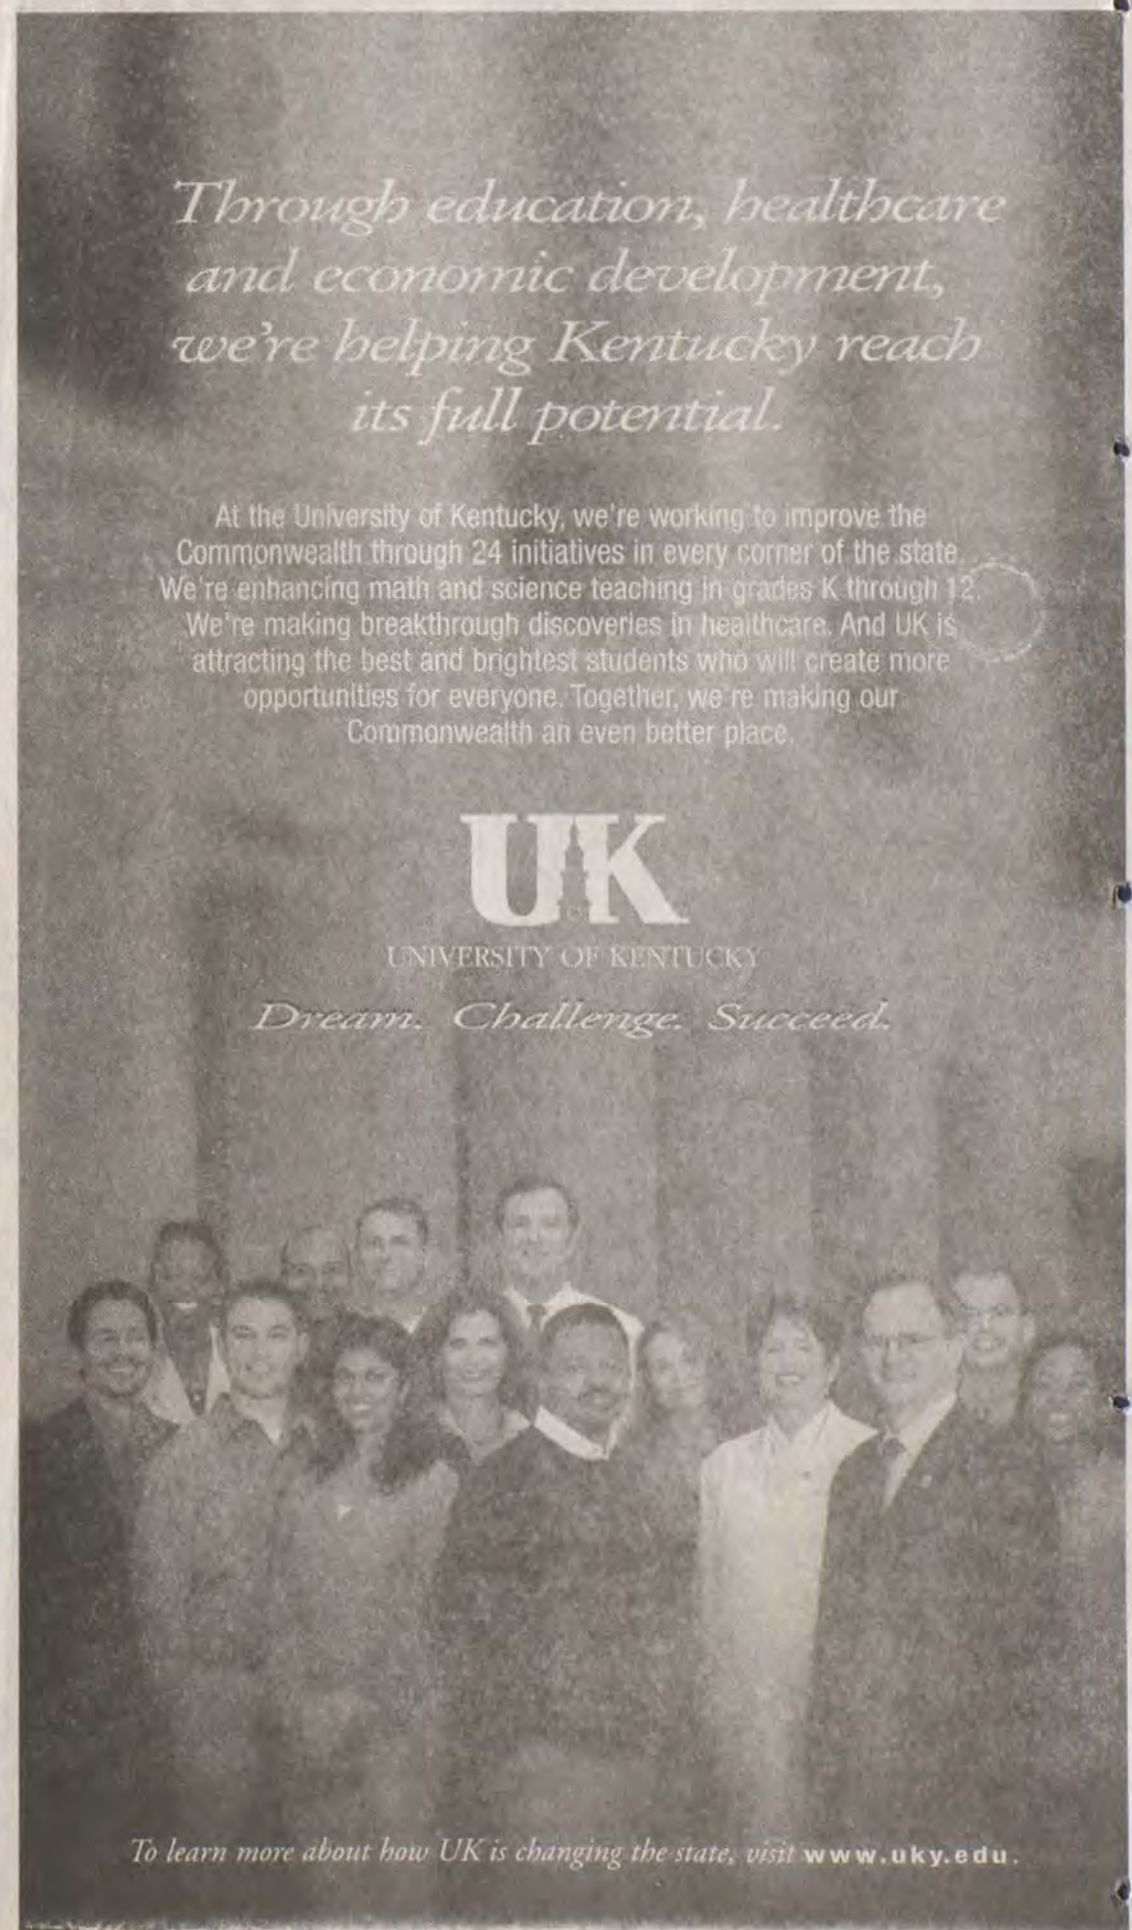 Through education, healthcare
and economic development,
we're helping Kentucky reach
its full potential.
At the University of Kentucky, we're working to improve the
Commonwealth through 24 initiatives in every corner of the state.
We're enhancing math and science teaching in grades K through 12.
We're making breakthrough discoveries in healthcare. And UK is
attracting the best and brightest students who will create more
opportunities for everyone. Together, we're making our
Commonwealth an even better place.
UK
UNIVERSITY OF KENTUCKY
Dream. Challenge. Succeed.
To learn more about how UK is changing the state, visit www.uky.edu.